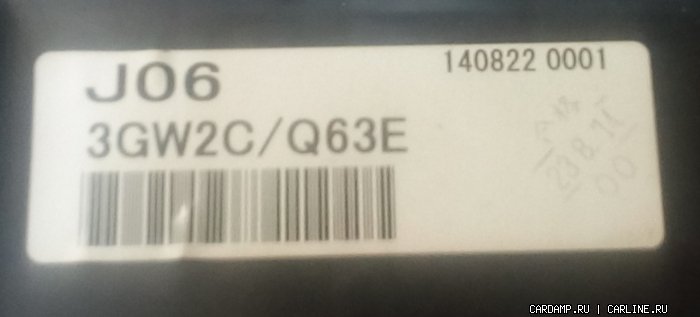 J06
140822 0001
3GW2C/Q63E
CARDAMP.RU | CARLINE.RU